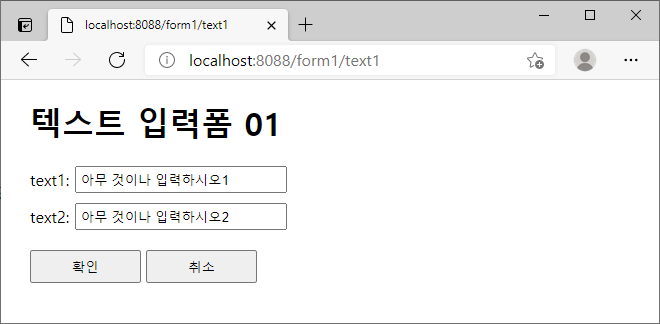 localhost:8088/form1/text1
localhost:8088/form1/text1
텍스트 입력폼 01
text1: 아무 것이나 입력하시오1
text2: 아무 것이나 입력하시오2
확인 취소